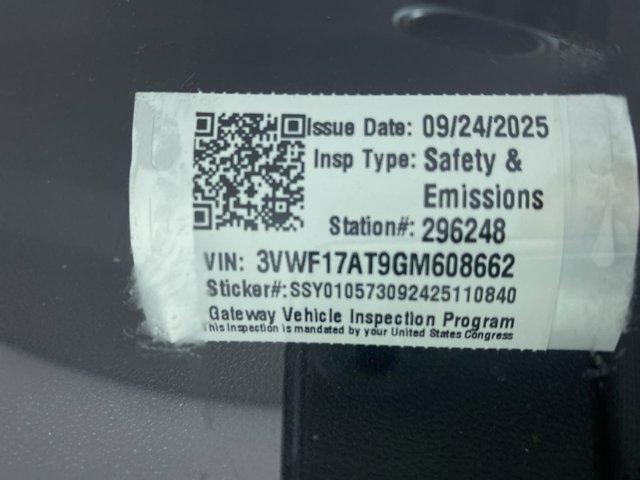 Issue Date: 09/24/2025
Insp Type: Safety &
Emissions
Station#: 296248
VIN: 3VWF17AT9GM608662
Sticker#: SSY010573092425110840
Gateway Vehicle Inspection Program
This Inspection is mandated by your United States Congress